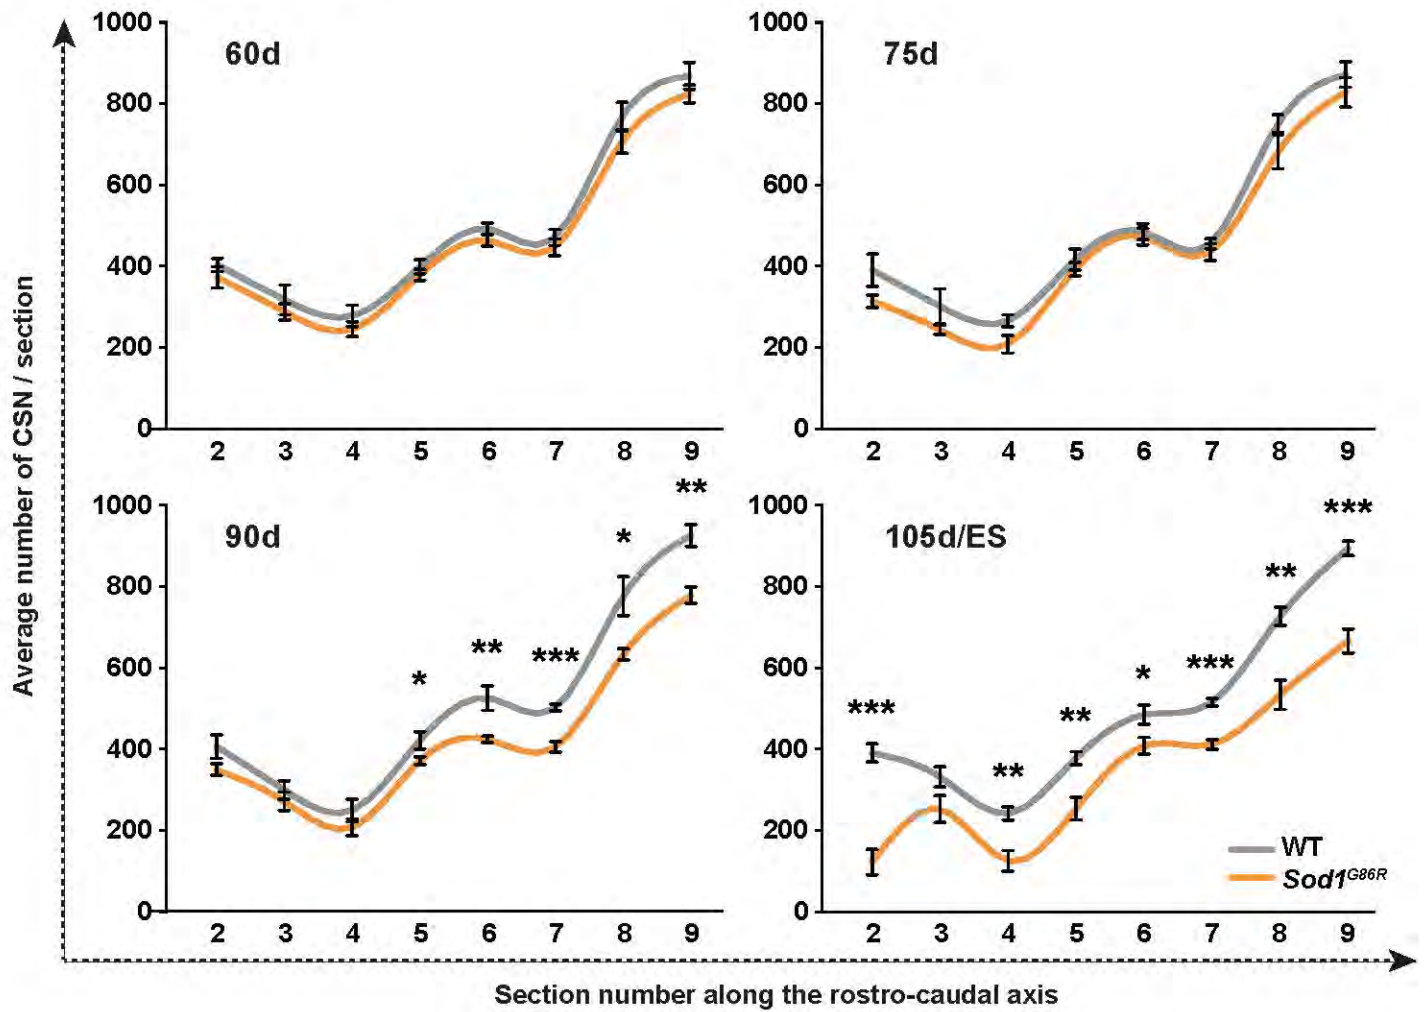 Average number of CSN / section
60d
1000
800
600
400
200
0
2 3 4 5 6 7 8 9
75d
1000
800
600
400
200
0
2 3 4 5 6 7 8 9
90d
1000
800
600
400
200
0
* ** *** * **
2 3 4 5 6 7 8 9
105d/ES
1000
800
600
400
200
0
*** ** ** * *** ** ***
WT
Sod1G86R
2 3 4 5 6 7 8 9
Section number along the rostro-caudal axis